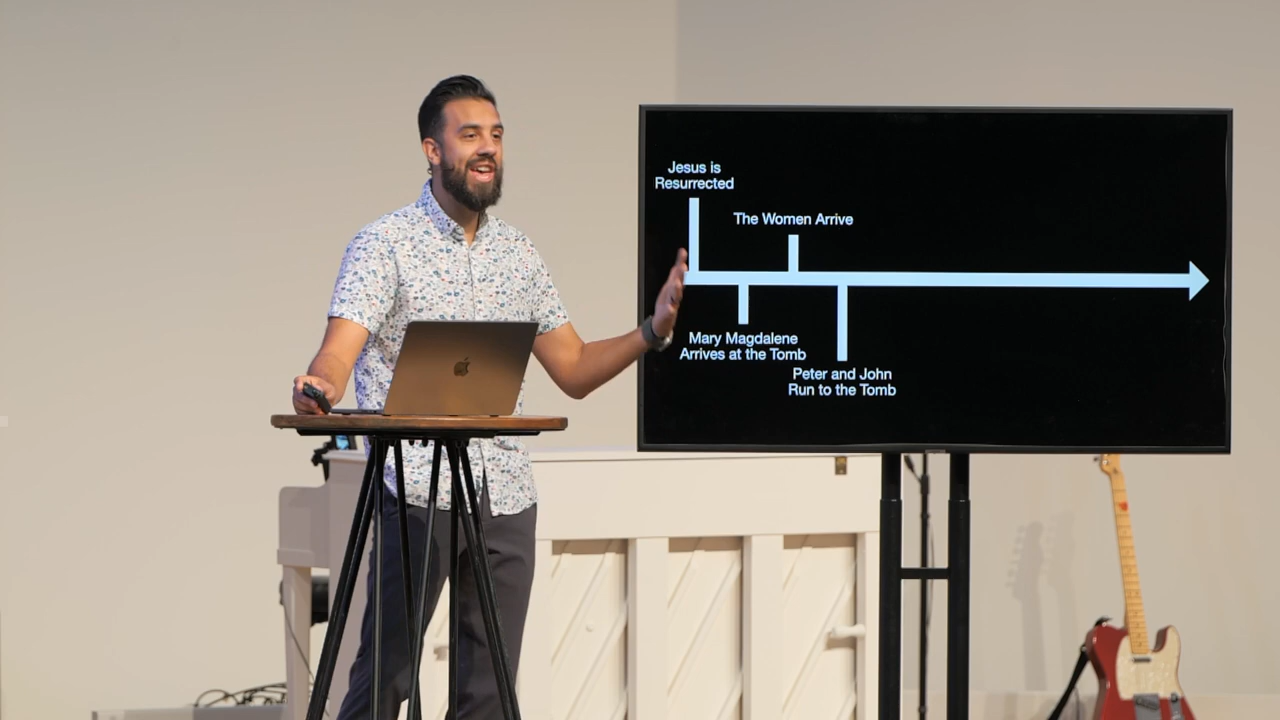 Jesus is
Resurrected
The Women Arrive
Mary Magdalene
Arrives at the Tomb
Peter and John
Run to the Tomb